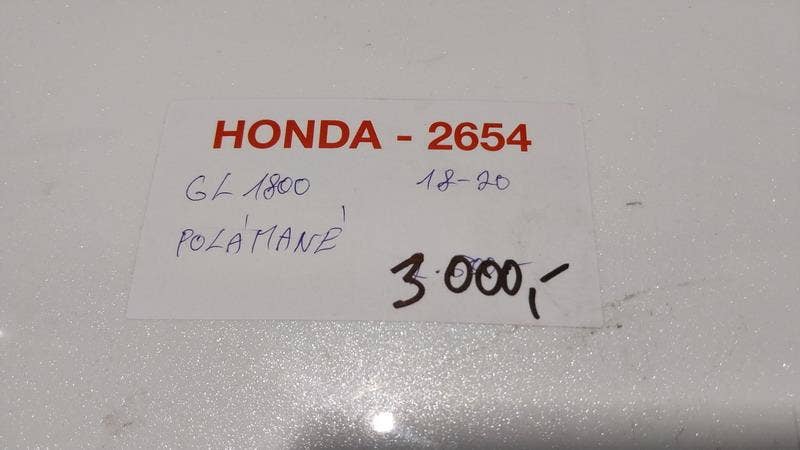 HONDA - 2654
GL 1800 18-20
POLÁMANÉ
3.000,-